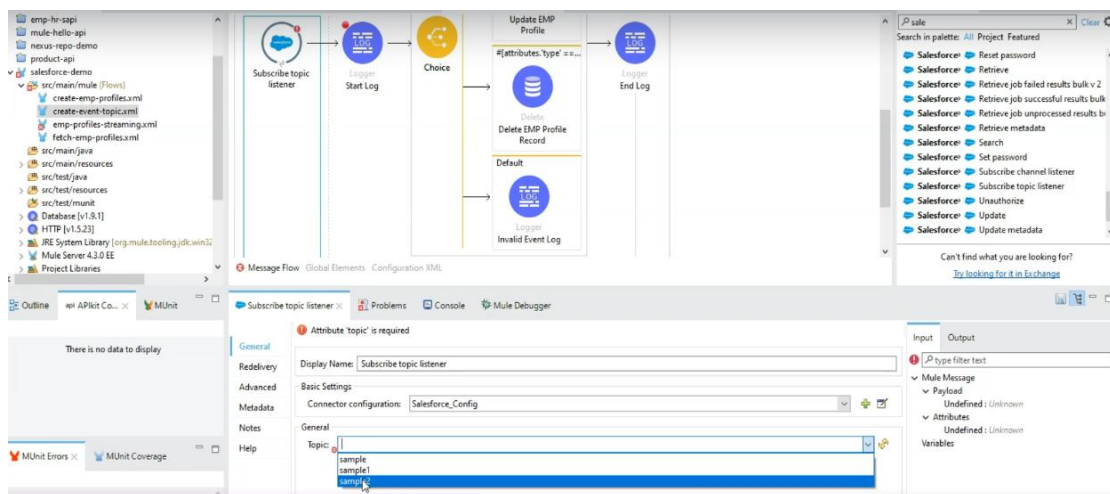 emp-hr-sapi
mule-hello-api
nexus-repo-demo
product-api
salesforce-demo
src/main/mule (Flows)
create-emp-profiles.xml
create-event-topic.xml
emp-profiles-streaming.xml
fetch-emp-profiles.xml
src/main/java
src/main/resources
src/test/java
src/test/resources
src/test/munit
Database [v1.9.1]
HTTP [v1.5.23]
JRE System Library [org.mule.tooling.jdk.win32
Mule Server 4.3.0 EE
Project Libraries
Subscribe topic
listener
LOG
Logger
Start Log
Choice
Update EMP
Profile
#[attributes.'type' ==...
Delete
Delete EMP Profile
Record
Default
LOG
Logger
Invalid Event Log
LOG
Logger
End Log
Message Flow Global Elements Configuration XML
sale
Clear
Search in palette: All Project Featured
Salesforce Reset password
Salesforce Retrieve
Salesforce Retrieve job failed results bulk v 2
Salesforce Retrieve job successful results bulk
Salesforce Retrieve job unprocessed results b
Salesforce Retrieve metadata
Salesforce Search
Salesforce Set password
Salesforce Subscribe channel listener
Salesforce Subscribe topic listener
Salesforce Unauthorize
Salesforce Update
Salesforce Update metadata
Can't find what you are looking for?
Try looking for it in Exchange
Outline
api APIkit Co...
MUnit
There is no data to display
MUnit Errors
MUnit Coverage
Subscribe topic listener
Problems
Console
Mule Debugger
Attribute 'topic' is required
General
Redelivery
Advanced
Metadata
Notes
Help
Display Name: Subscribe topic listener
Basic Settings
Connector configuration: Salesforce_Config
General
Topic:
sample
sample1
sample2
Input Output
type filter text
Mule Message
Payload
Undefined : Unknown
Attributes
Undefined : Unknown
Variables